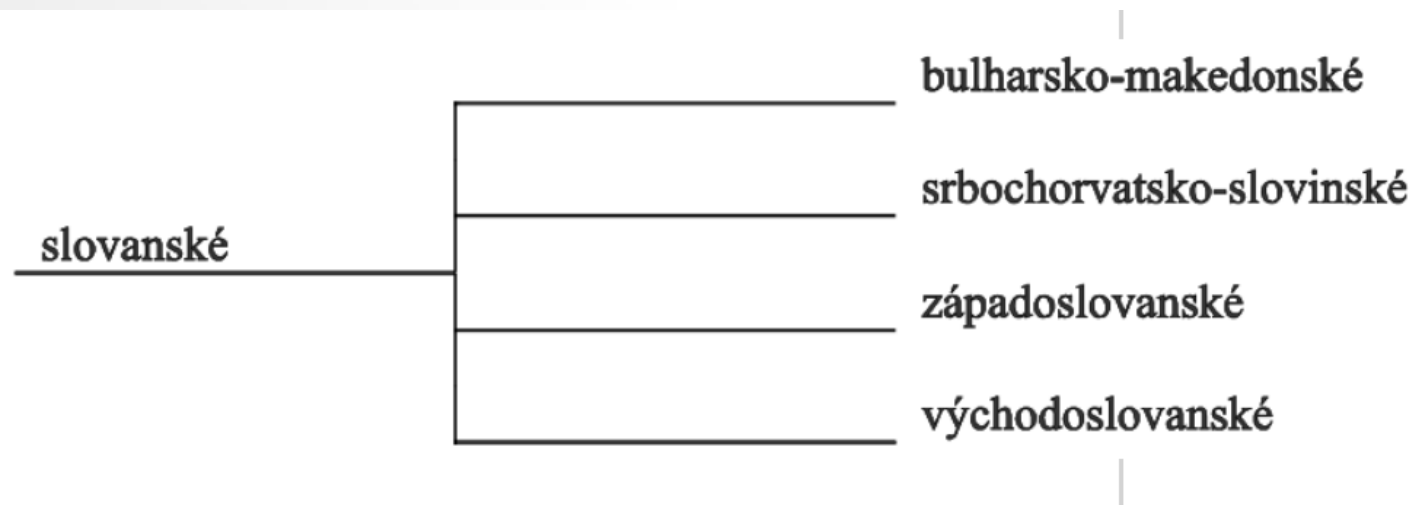 bulharsko-makedonské
srbochorvatsko-slovinské
slovanské
západoslovanské
východoslovanské